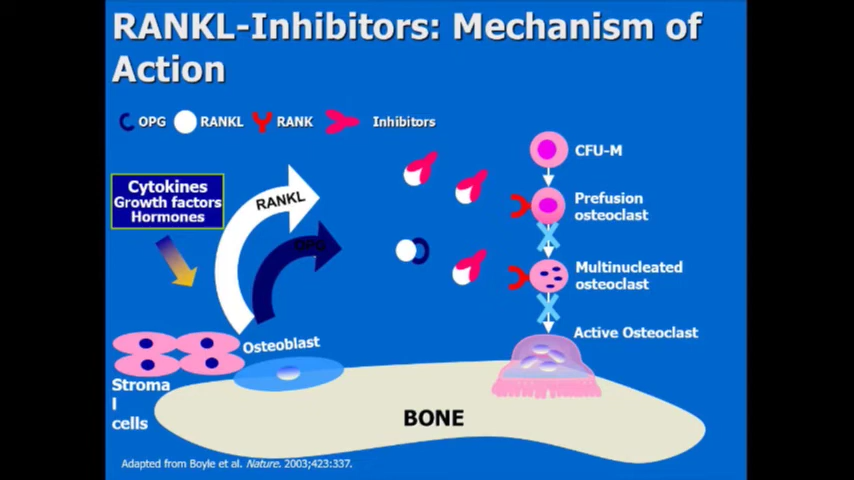 RANKL-Inhibitors: Mechanism of
Action
OPG RANKL RANK Inhibitors
CFU-M
Cytokines
Growth factors
Hormones
RANKL
Prefusion
osteoclast
OPG
Multinucleated
osteoclast
Active Osteoclast
Osteoblast
Stroma
l
cells
BONE
Adapted from Boyle et al. Nature. 2003;423:337.